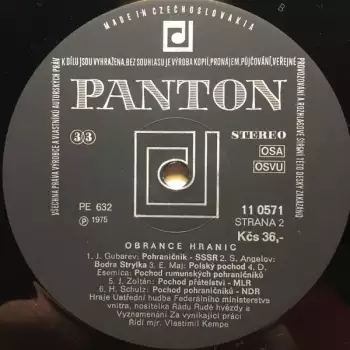 MADE IN CZECHOSLOVAKIA
VŠECHNA PRÁVA VÝROBCE A VLASTNÍKŮ AUTORSKÝCH PRÁV
K DÍLU JSOU VYHRAŽENA. BEZ SOUHLASU JE VÝROBA KOPIÍ, PRONÁJEM, PŮJČOVÁNÍ, VEŘEJNÉ
PROVOZOVÁNÍ A ROZHLASOVÉ ŠÍŘENÍ TÉTO DESKY ZAKÁZÁNO
PANTON
33
STEREO
OSA
OSVU
PE 632
Ⓟ 1975
11 0571
STRANA 2
Kčs 36,-
OBRANCE HRANIC
1. J. Gubarev: Pohraničník - SSSR 2. S. Angelov:
Bodra Strylka 3. E. Maj: Polský pochod 4. D.
Esemica: Pochod rumunských pohraničníků
5. J. Zoltán: Pochod přátelství - MLR
6. H. Schulz: Pochod pohraničníků - NDR
Hraje Ústřední hudba Federálního ministerstva
vnitra, nositelka Řádu Rudé hvězdy a
Vyznamenání Za vynikající práci
Řídí mjr. Vlastimil Kempe